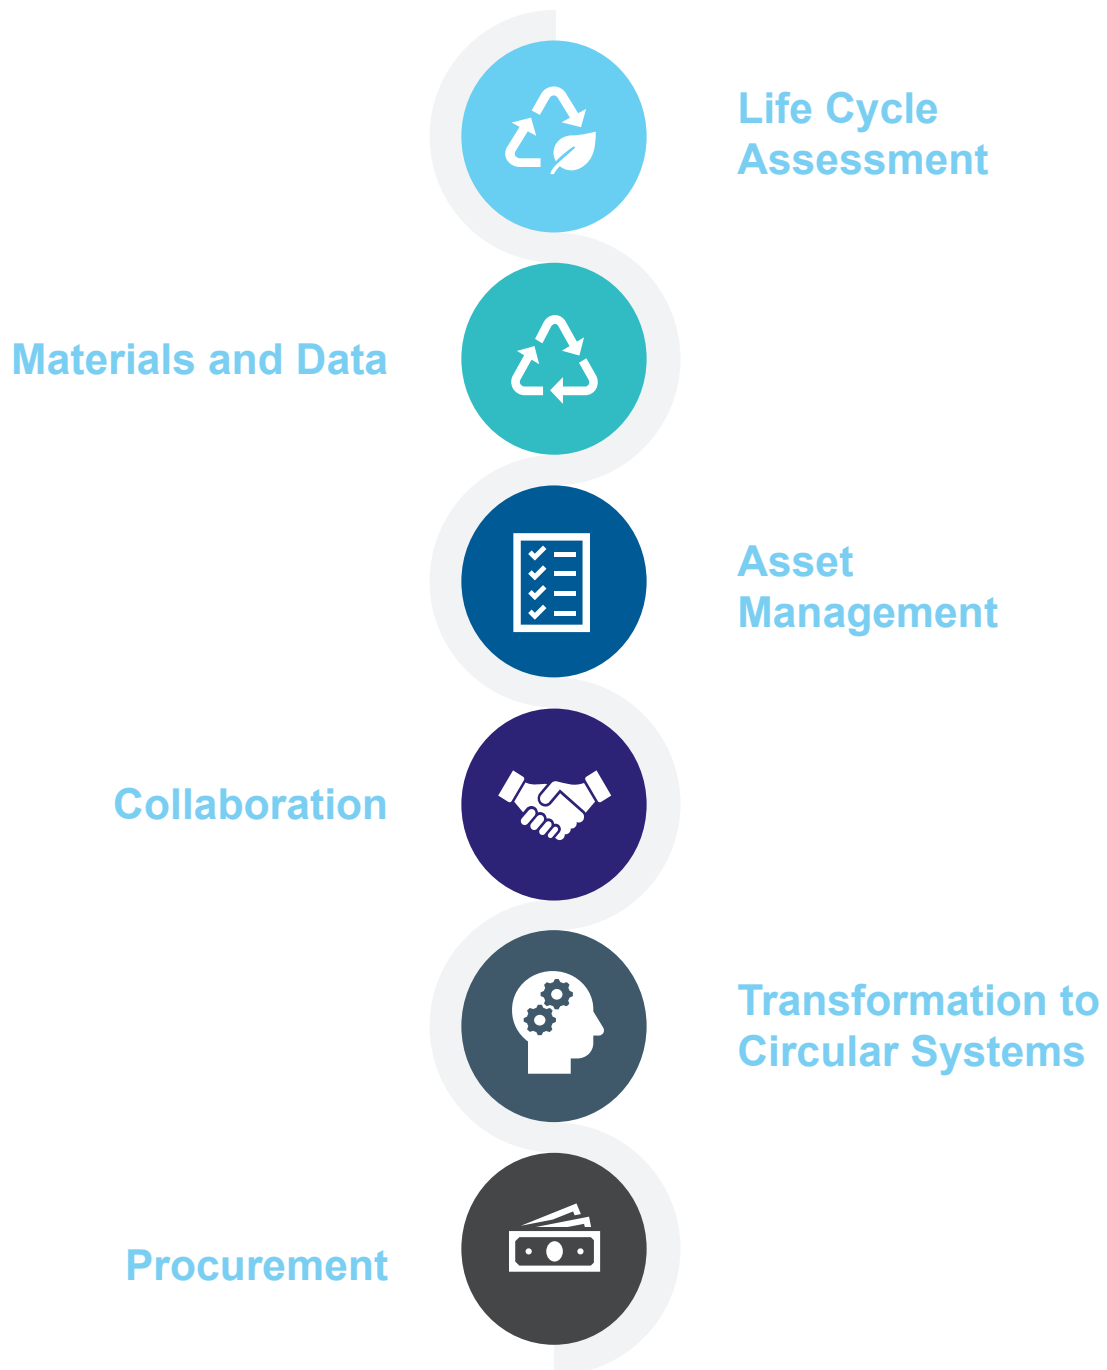 Life Cycle
Assessment
Materials and Data
Asset
Management
Collaboration
Transformation to
Circular Systems
Procurement